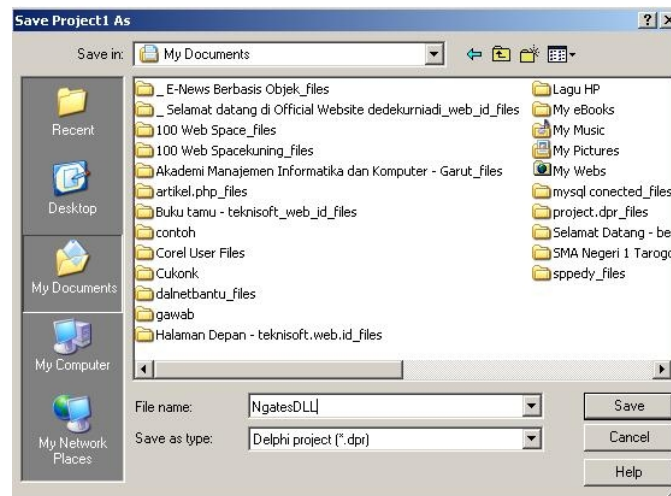 Save Project1 As
Save in: My Documents
Recent
Desktop
My Documents
My Computer
My Network Places
_ E-News Berbasis Objek_files
_ Selamat datang di Official Website dedekurniadi_web_id_files
100 Web Space_files
100 Web Spacekuning_files
Akademi Manajemen Informatika dan Komputer - Garut_files
artikel.php_files
Buku tamu - teknisoft_web_id_files
contoh
Corel User Files
Cukonk
dalnetbantu_files
gawab
Halaman Depan - teknisoft.web.id_files
Lagu HP
My eBooks
My Music
My Pictures
My Webs
mysql conected_files
project.dpr_files
Selamat Datang - be
SMA Negeri 1 Tarogo
sppedy_files
File name: NgatesDLL
Save as type: Delphi project (*.dpr)
Save
Cancel
Help